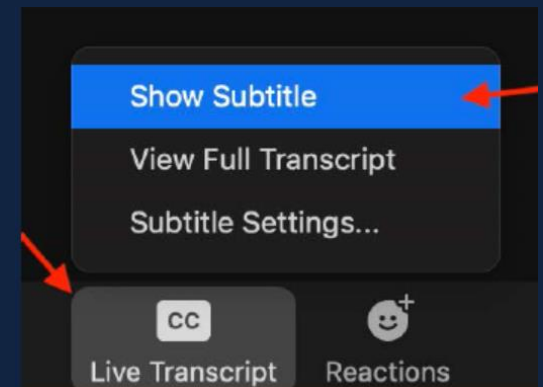 Show Subtitle
View Full Transcript
Subtitle Settings...
CC
Live Transcript
Reactions